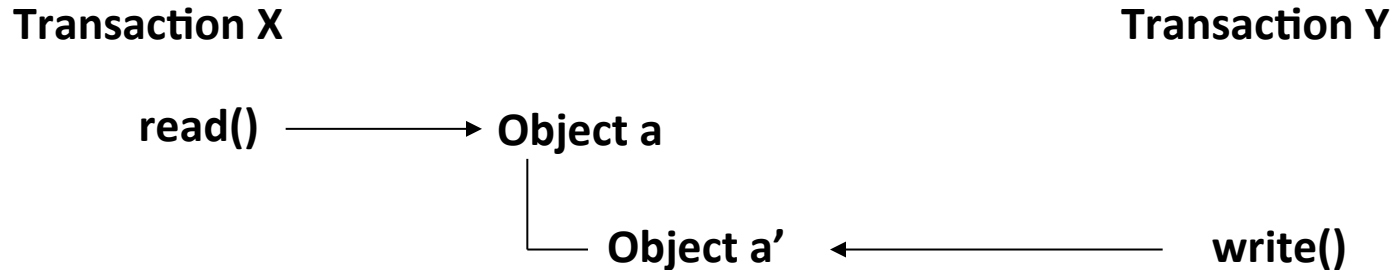 Transaction X Transaction Y
read() Object a
Object a’ write()